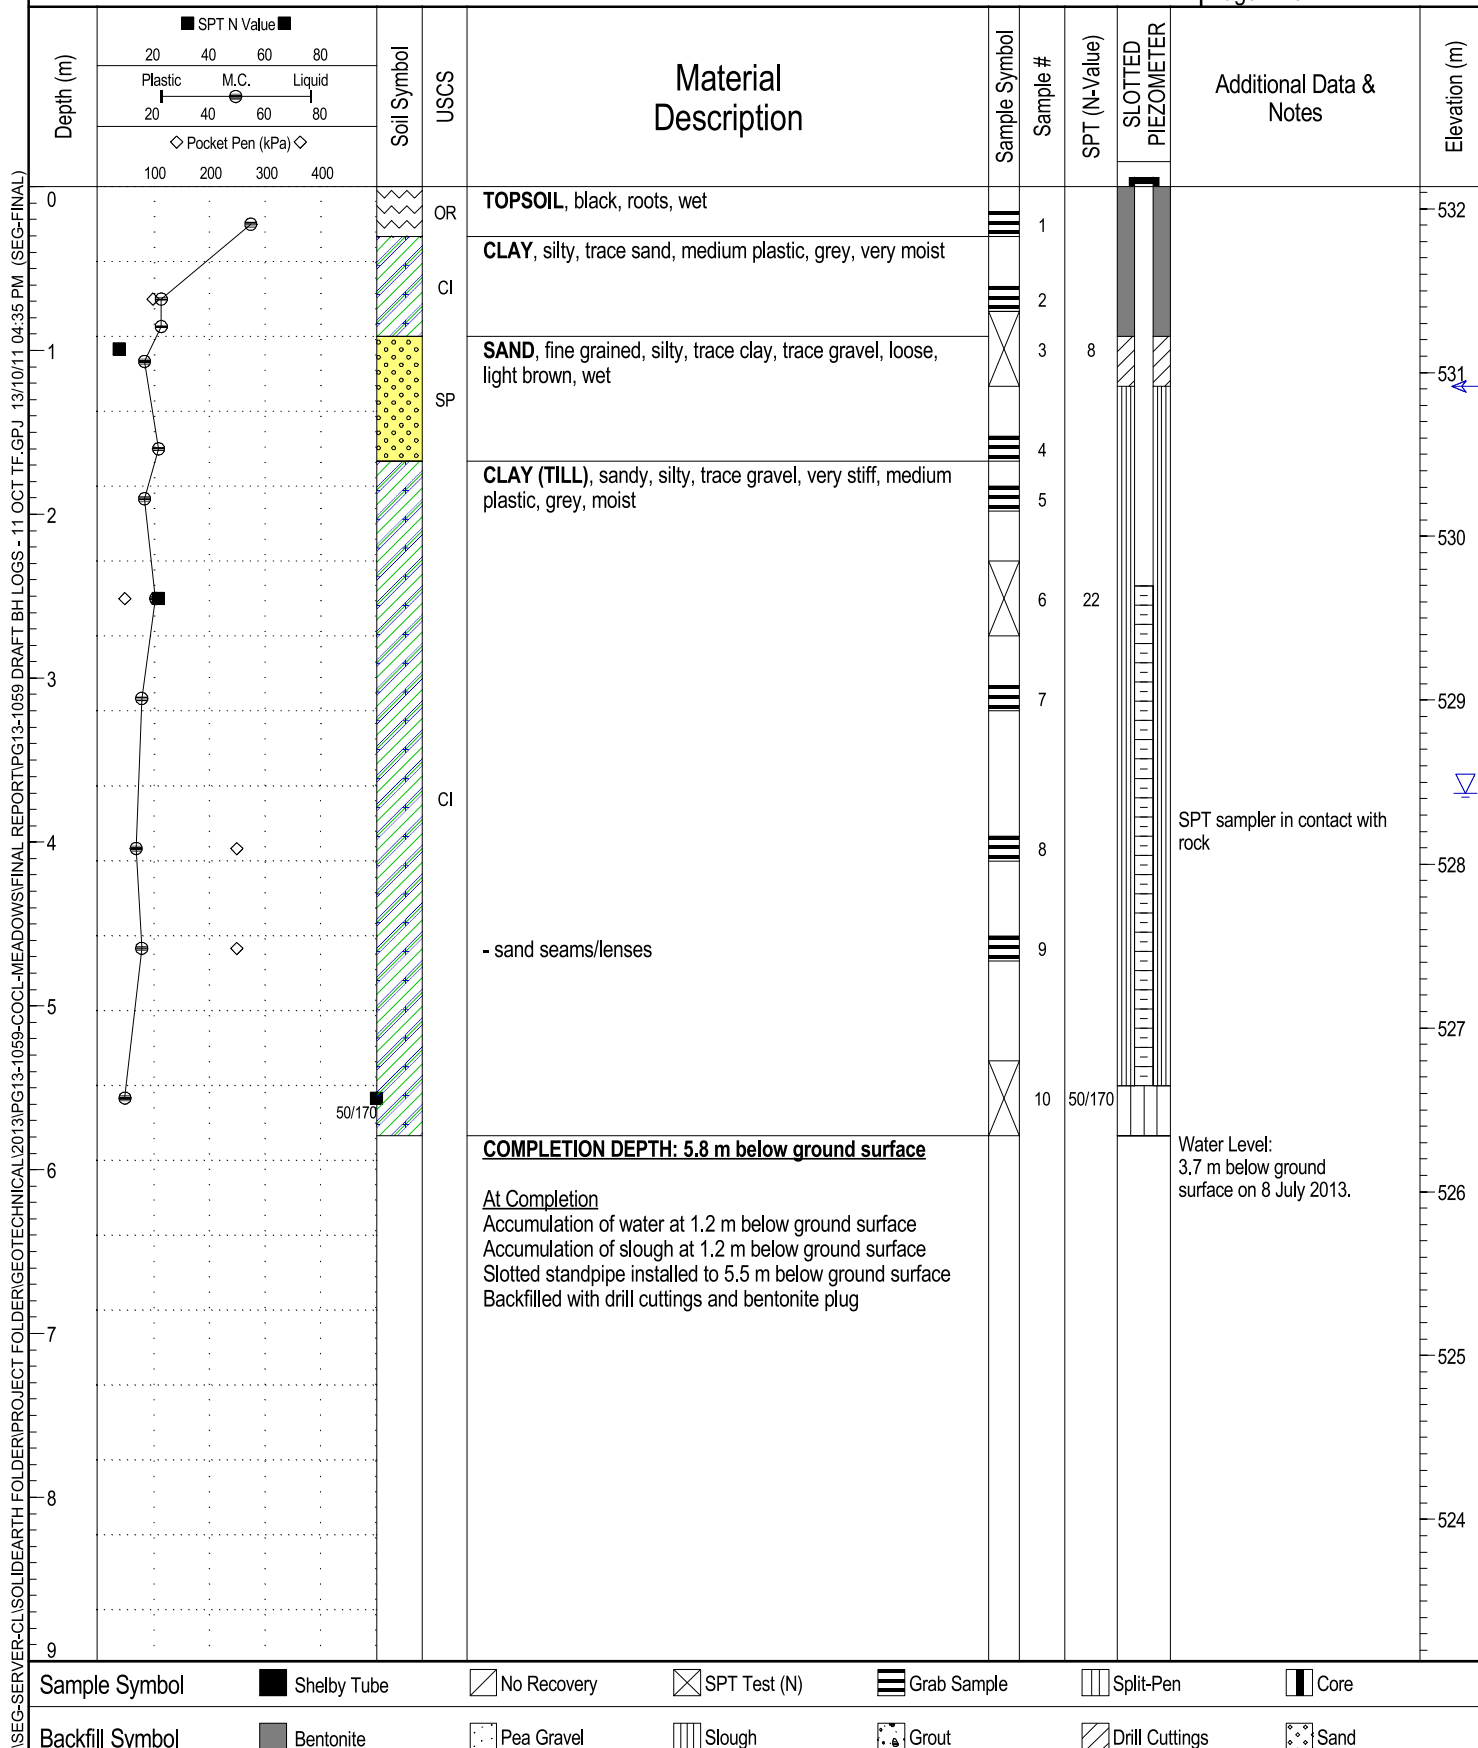 SPT N Value
20 40 60 80
Plastic M.C. Liquid
20 40 60 80
Pocket Pen (kPa)
100 200 300 400
Depth (m)
Soil Symbol
USCS
Material
Description
Sample Symbol
Sample #
SPT (N-Value)
SLOTTED
PIEZOMETER
Additional Data &
Notes
Elevation (m)
0
OR
TOPSOIL, black, roots, wet
1
532
CLAY, silty, trace sand, medium plastic, grey, very moist
CI
2
1
SAND, fine grained, silty, trace clay, trace gravel, loose,
light brown, wet
3
8
531
SP
4
CLAY (TILL), sandy, silty, trace gravel, very stiff, medium
plastic, grey, moist
5
2
530
6
22
3
7
529
CI
SPT sampler in contact with
rock
4
8
528
- sand seams/lenses
9
5
527
50/170
10
50/170
COMPLETION DEPTH: 5.8 m below ground surface
Water Level:
3.7 m below ground
surface on 8 July 2013.
6
526
At Completion
Accumulation of water at 1.2 m below ground surface
Accumulation of slough at 1.2 m below ground surface
Slotted standpipe installed to 5.5 m below ground surface
Backfilled with drill cuttings and bentonite plug
7
525
8
524
9
Sample Symbol
Shelby Tube
No Recovery
SPT Test (N)
Grab Sample
Split-Pen
Core
Backfill Symbol
Bentonite
Pea Gravel
Slough
Grout
Drill Cuttings
Sand
\SEG-SERVER-CL\SOLIDEARTH FOLDER\PROJECT FOLDER\GEOTECHNICAL\2013\PG13-1059-COCL-MEADOWS\FINAL REPORT\PG13-1059 DRAFT BH LOGS - 11 OCT TF.GPJ 13/10/11 04:35 PM (SEG-FINAL)